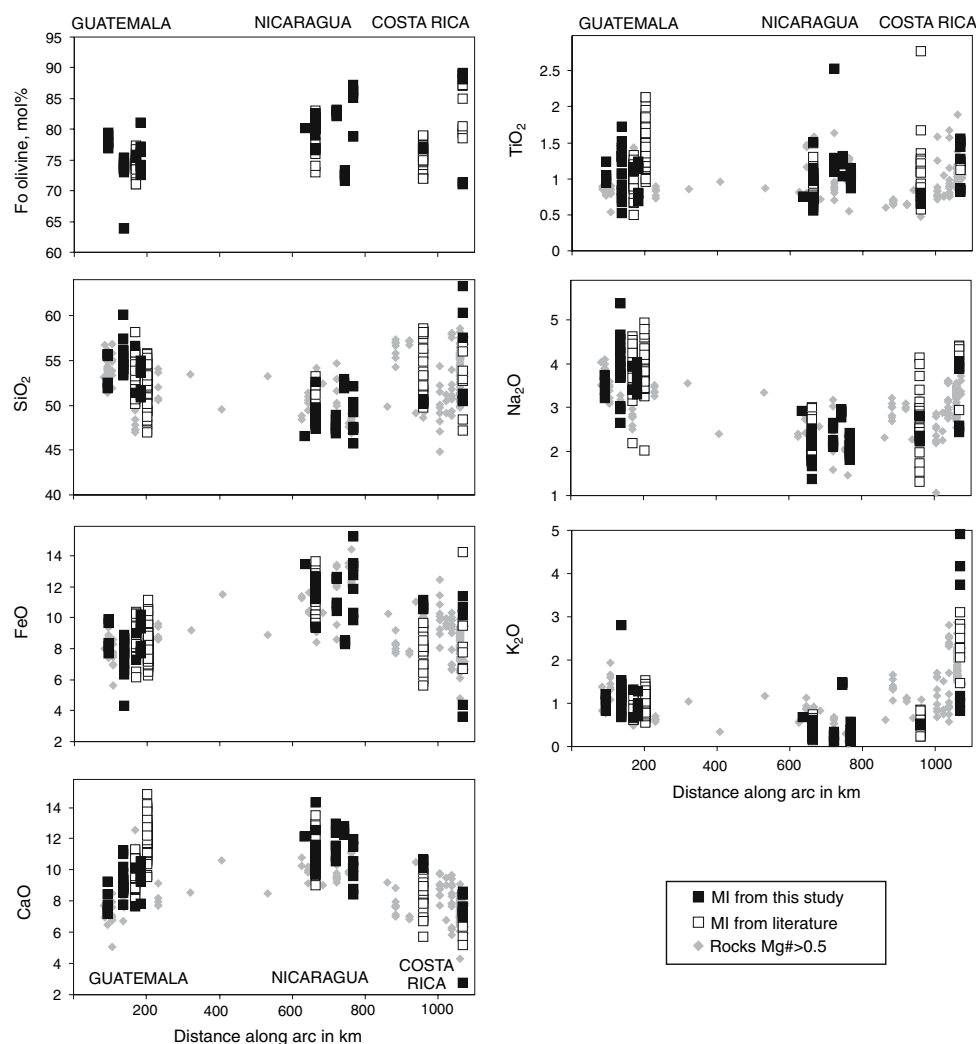 GUATEMALA NICARAGUA COSTA RICA
95
90
85
80
75
70
65
60
Fo olivine, mol%
2.5
2
1.5
1
0.5
0
TiO2
60
55
50
45
40
SiO2
5
4
3
2
1
Na2O
14
12
10
8
6
4
2
FeO
5
4
3
2
1
0
K2O
200 400 600 800 1000
Distance along arc in km
14
12
10
8
6
4
2
CaO
GUATEMALA NICARAGUA COSTA
RICA
200 400 600 800 1000
Distance along arc in km
MI from this study
MI from literature
Rocks Mg#>0.5